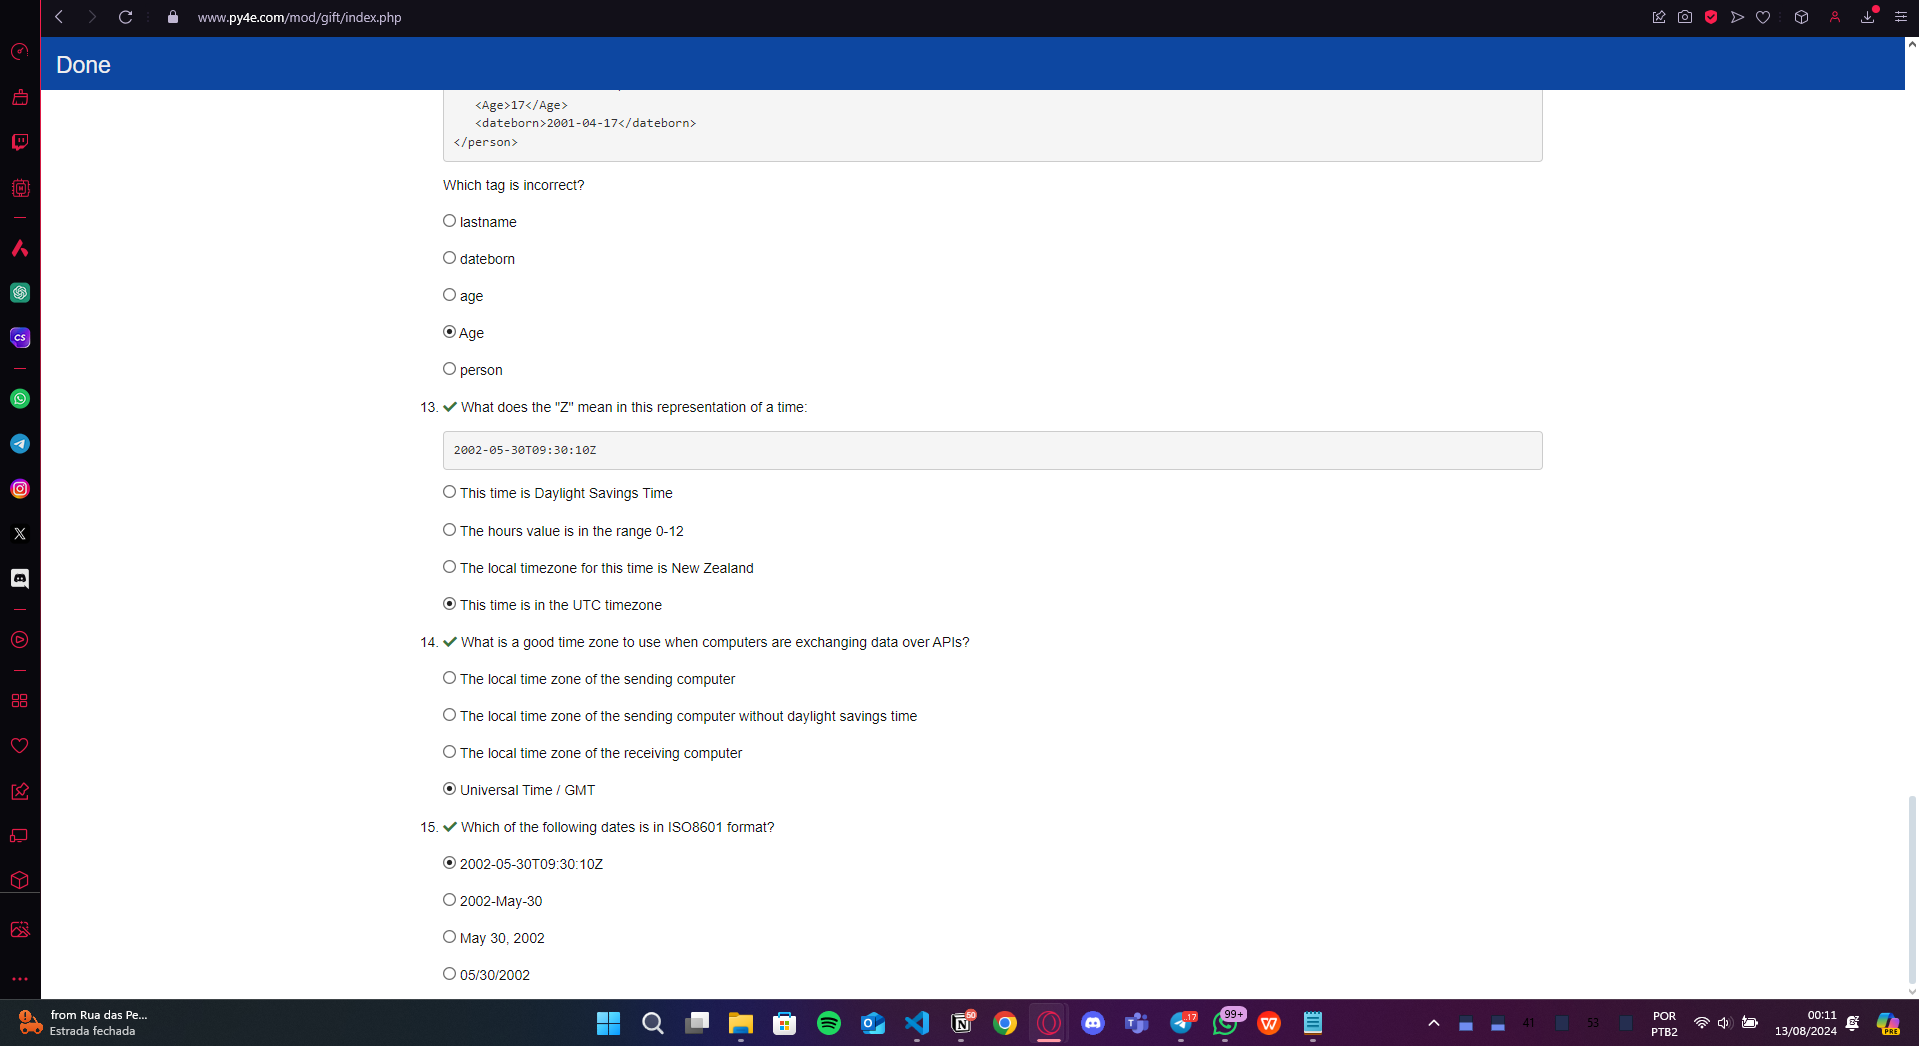 www.py4e.com/mod/gift/index.php
Done
<Age>17</Age>
<dateborn>2001-04-17</dateborn>
</person>
Which tag is incorrect?
lastname
dateborn
age
Age
person
13. What does the "Z" mean in this representation of a time:
2002-05-30T09:30:10Z
This time is Daylight Savings Time
The hours value is in the range 0-12
The local timezone for this time is New Zealand
This time is in the UTC timezone
14. What is a good time zone to use when computers are exchanging data over APIs?
The local time zone of the sending computer
The local time zone of the sending computer without daylight savings time
The local time zone of the receiving computer
Universal Time / GMT
15. Which of the following dates is in ISO8601 format?
2002-05-30T09:30:10Z
2002-May-30
May 30, 2002
05/30/2002
CS
from Rua das Pe...
Estrada fechada
50
17
99+
41
53
POR
PTB2
00:11
13/08/2024
PRE